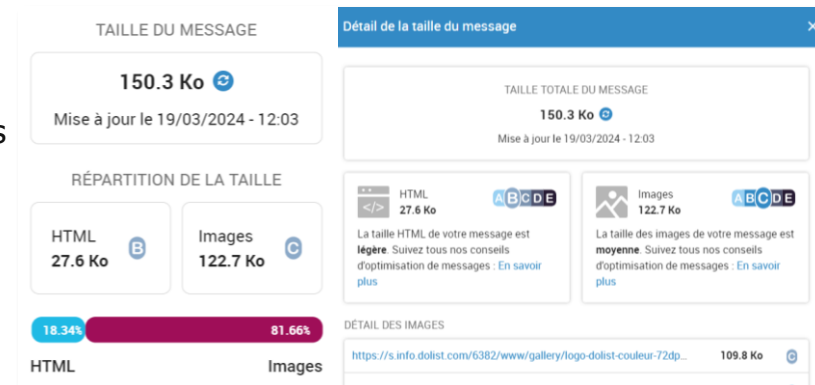 TAILLE DU MESSAGE
150.3 Ko
Mise à jour le 19/03/2024 - 12:03
s
RÉPARTITION DE LA TAILLE
HTML
27.6 Ko
B
Images
122.7 Ko
C
18.34%
81.66%
HTML
Images
Détail de la taille du message
×
TAILLE TOTALE DU MESSAGE
150.3 Ko
Mise à jour le 19/03/2024 - 12:03
</>
HTML
27.6 Ko
A B C D E
La taille HTML de votre message est
légère. Suivez tous nos conseils
d'optimisation de messages : En savoir
plus
Images
122.7 Ko
A B C D E
La taille des images de votre message est
moyenne. Suivez tous nos conseils
d'optimisation de messages : En savoir
plus
DÉTAIL DES IMAGES
https://s.info.dolist.com/6382/www/gallery/logo-dolist-couleur-72dp...
109.8 Ko
C